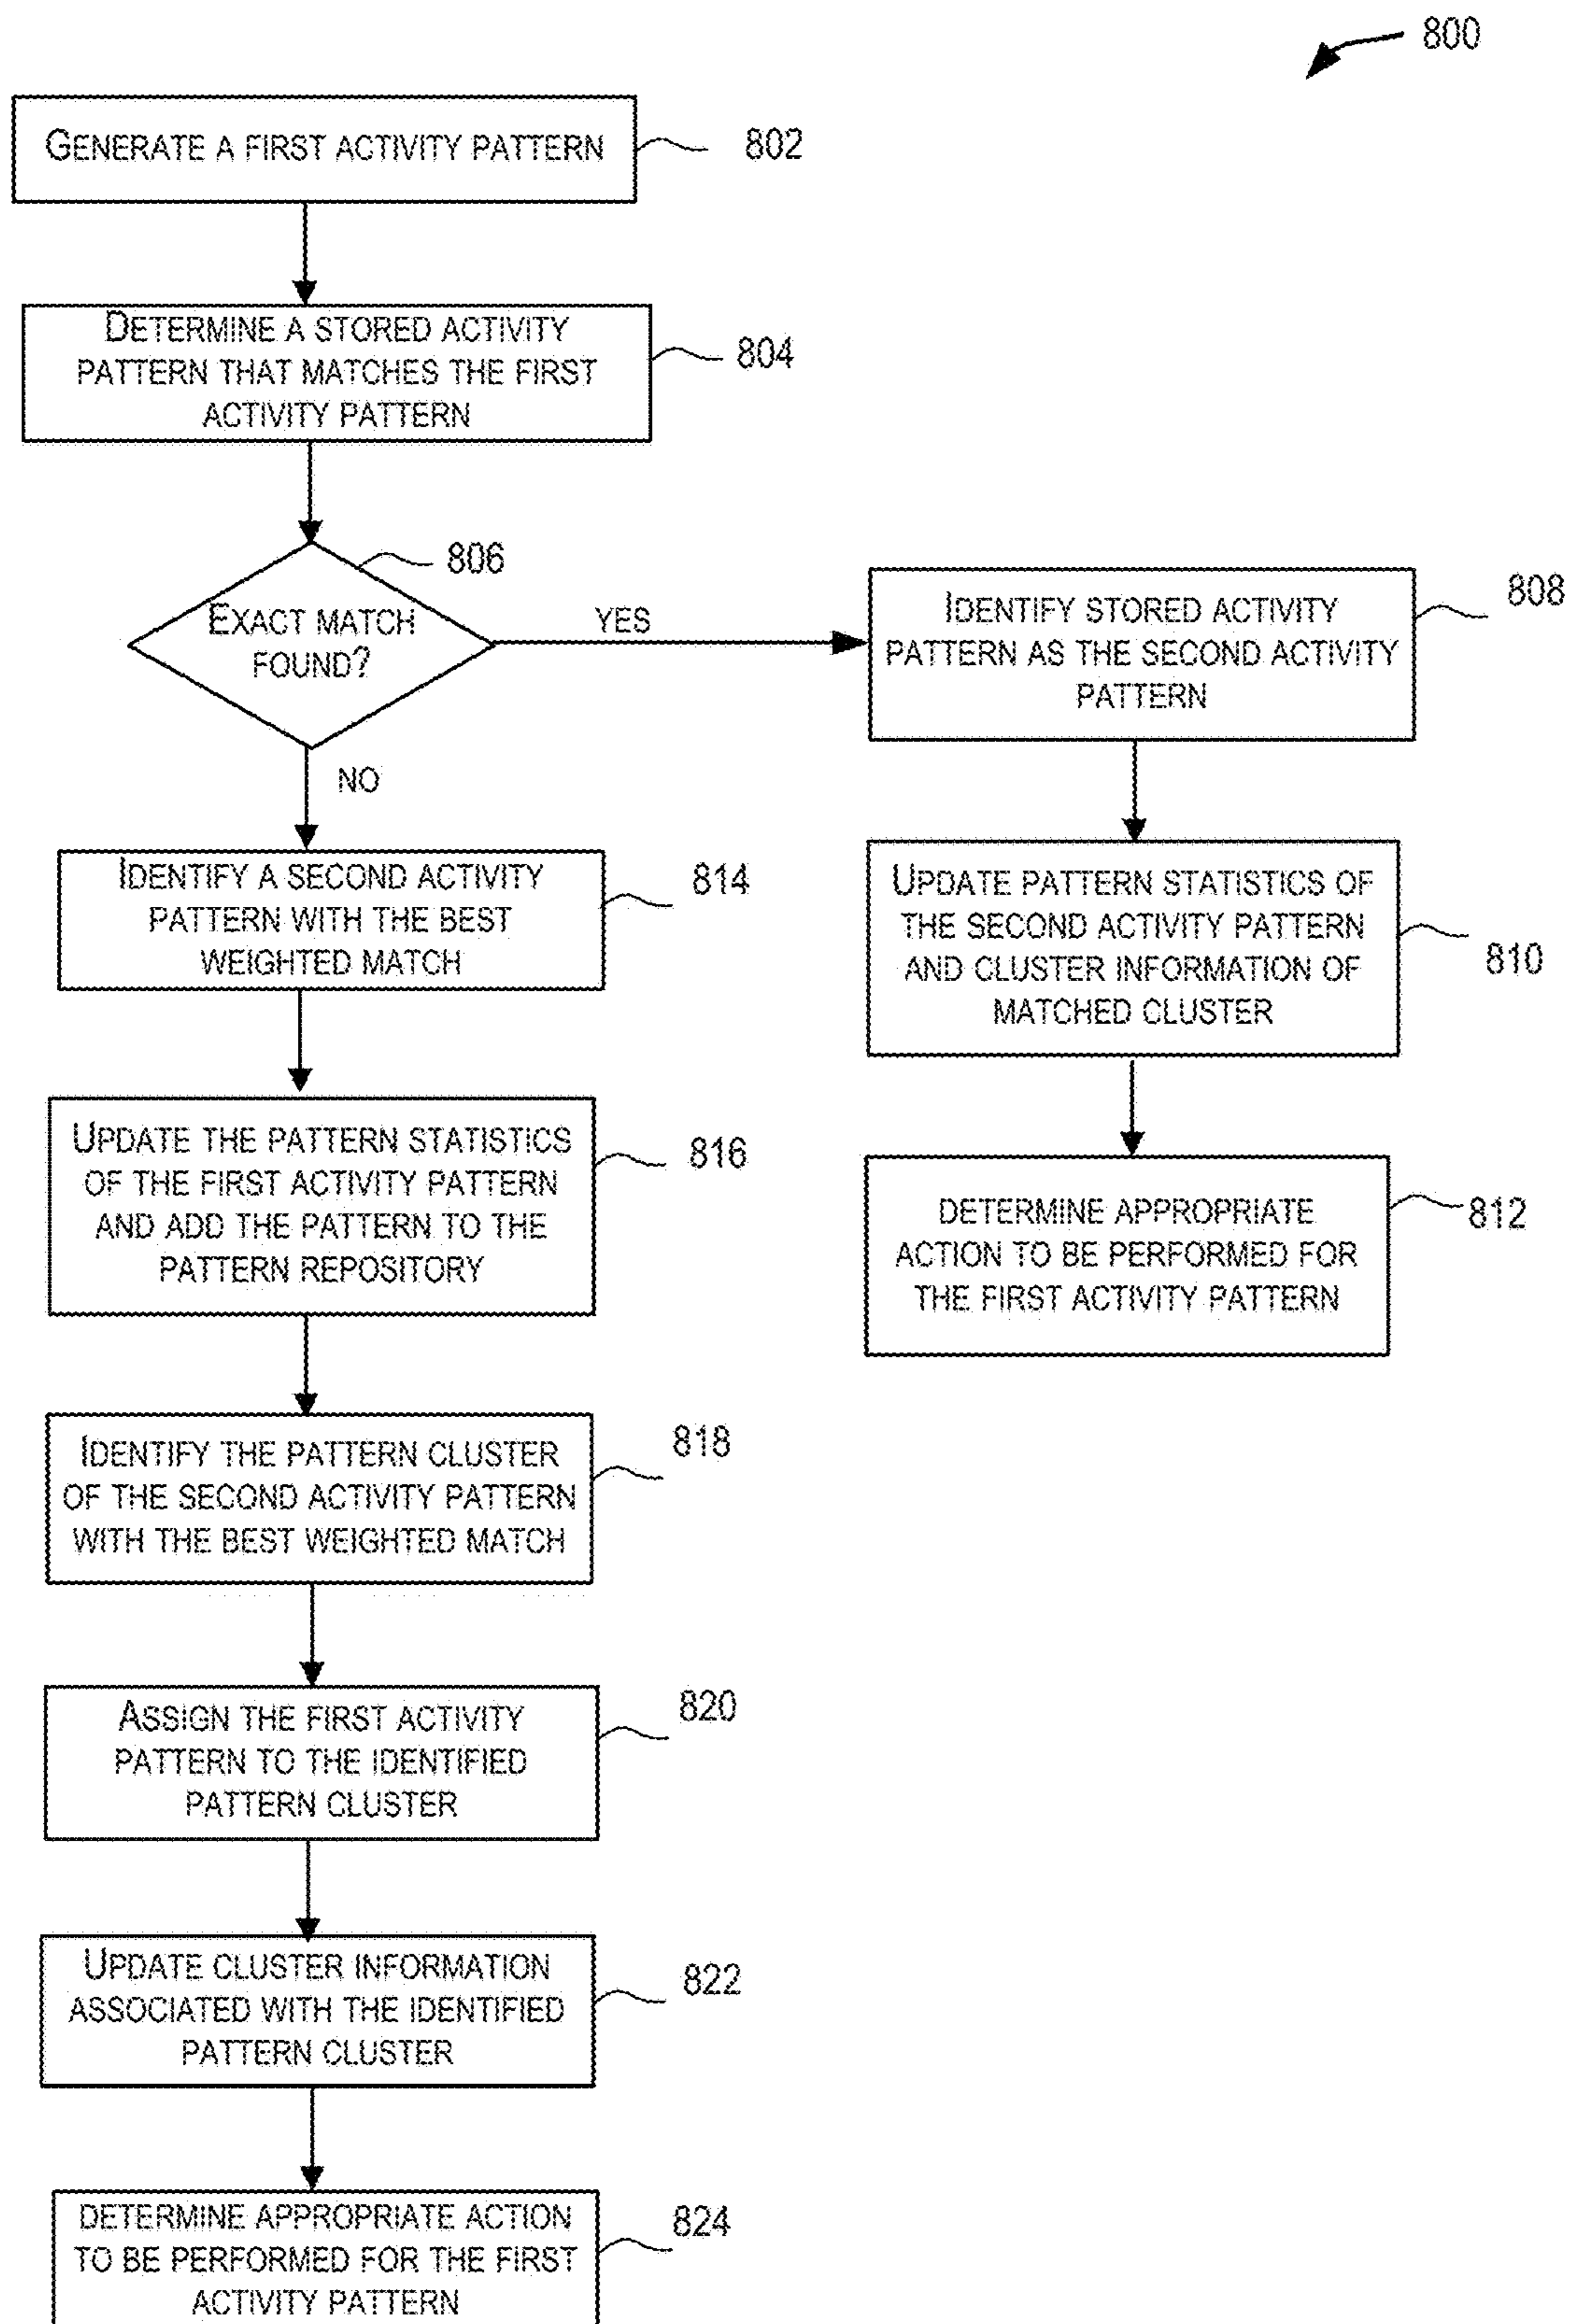 800
GENERATE A FIRST ACTIVITY PATTERN
802
DETERMINE A STORED ACTIVITY
PATTERN THAT MATCHES THE FIRST
ACTIVITY PATTERN
804
806
EXACT MATCH
FOUND?
YES
NO
IDENTIFY STORED ACTIVITY
PATTERN AS THE SECOND ACTIVITY
PATTERN
808
UPDATE PATTERN STATISTICS OF
THE SECOND ACTIVITY PATTERN
AND CLUSTER INFORMATION OF
MATCHED CLUSTER
810
DETERMINE APPROPRIATE
ACTION TO BE PERFORMED FOR
THE FIRST ACTIVITY PATTERN
812
IDENTIFY A SECOND ACTIVITY
PATTERN WITH THE BEST
WEIGHTED MATCH
814
UPDATE THE PATTERN STATISTICS
OF THE FIRST ACTIVITY PATTERN
AND ADD THE PATTERN TO THE
PATTERN REPOSITORY
816
IDENTIFY THE PATTERN CLUSTER
OF THE SECOND ACTIVITY PATTERN
WITH THE BEST WEIGHTED MATCH
818
ASSIGN THE FIRST ACTIVITY
PATTERN TO THE IDENTIFIED
PATTERN CLUSTER
820
UPDATE CLUSTER INFORMATION
ASSOCIATED WITH THE IDENTIFIED
PATTERN CLUSTER
822
DETERMINE APPROPRIATE ACTION
TO BE PERFORMED FOR THE FIRST
ACTIVITY PATTERN
824